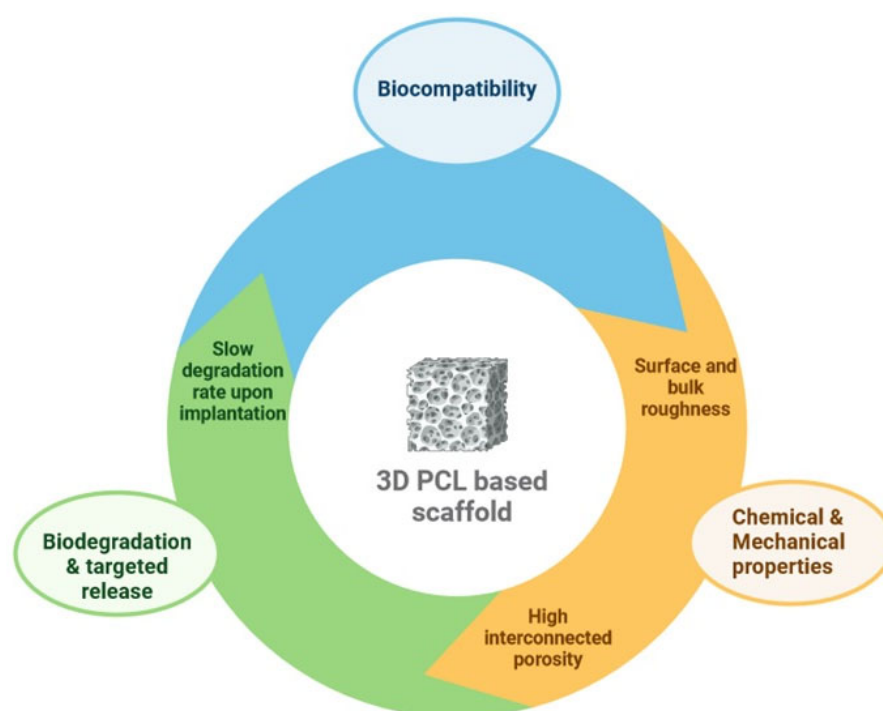 Biocompatibility
Slow
degradation
rate upon
implantation
Surface and
bulk
roughness
3D PCL based
scaffold
Biodegradation
& targeted
release
Chemical &
Mechanical
properties
High
interconnected
porosity